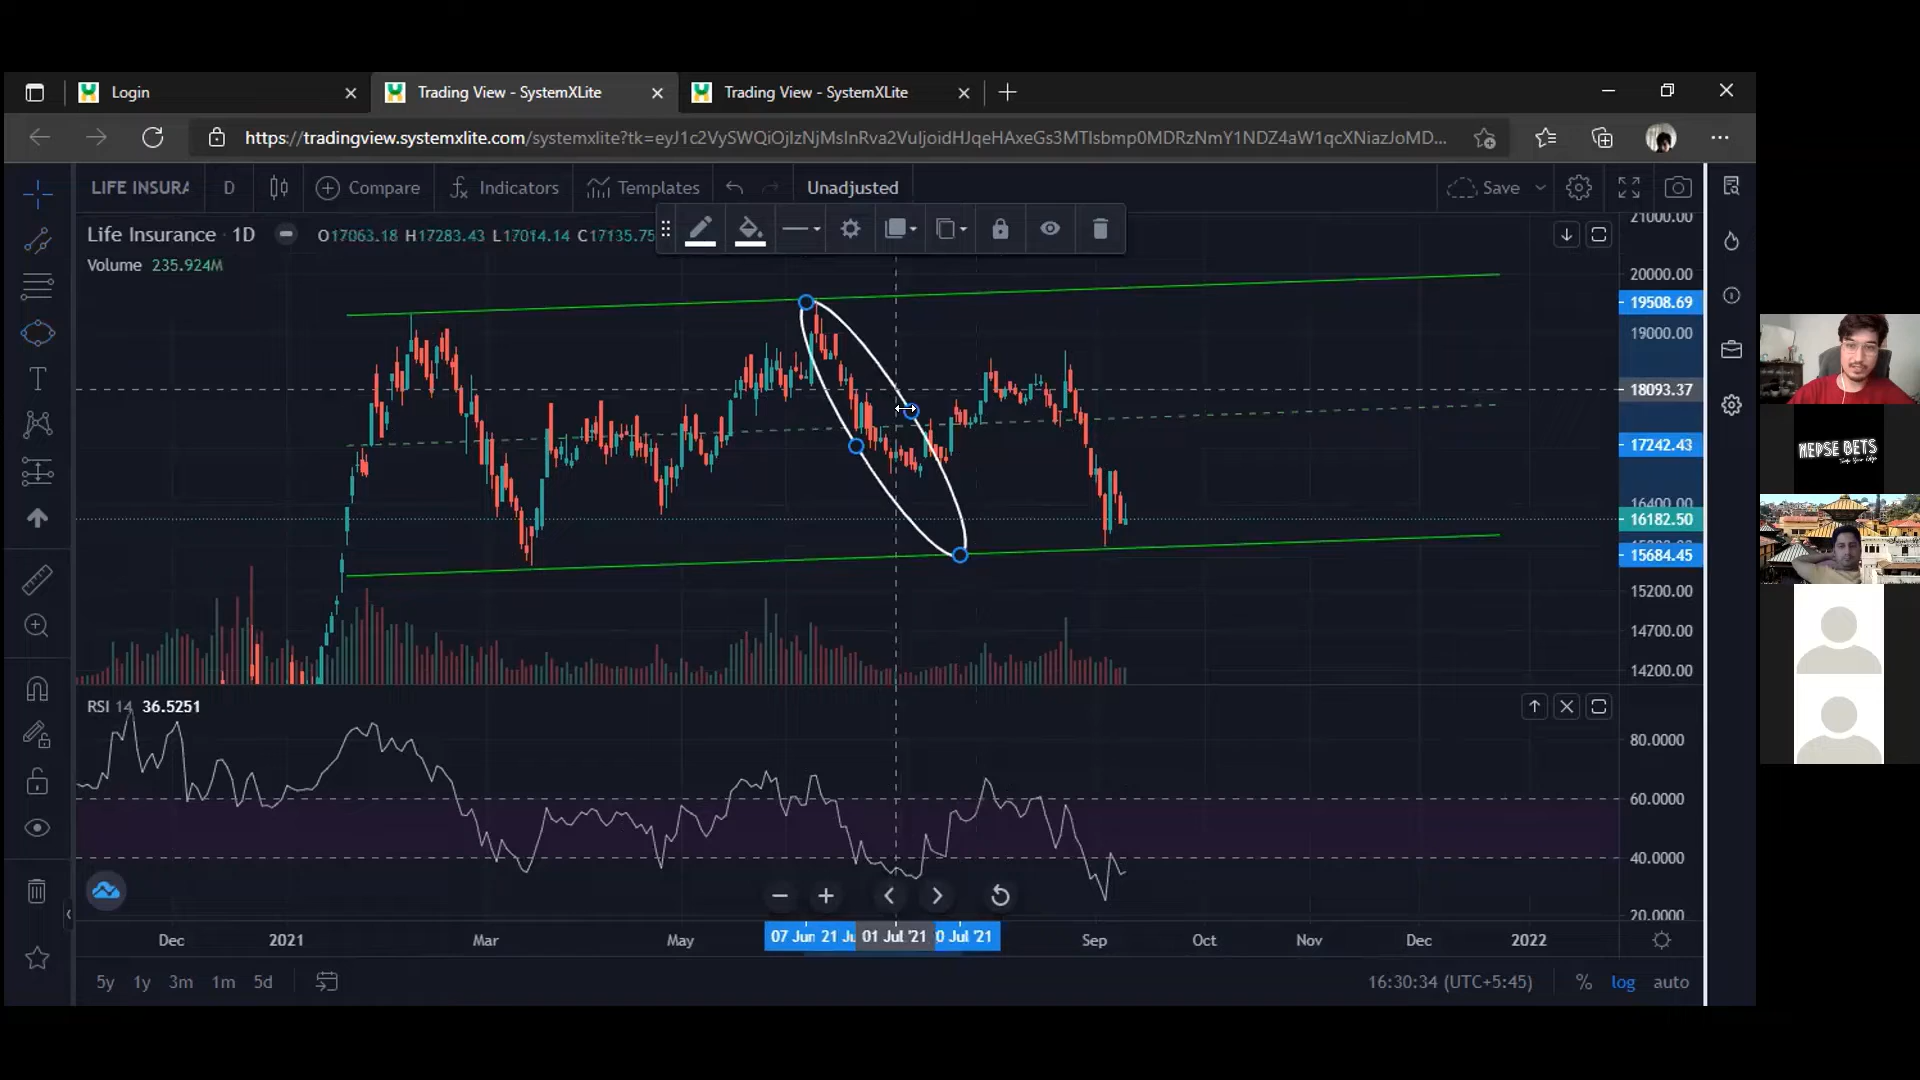 Login
Trading View - SystemXLite
Trading View - SystemXLite
https://tradingview.systemxlite.com/systemxlite?tk=
LIFE INSURA
D
Compare
Indicators
Templates
Unadjusted
Save
Life Insurance · 1D
O17063.18 H17283.43 L17014.14 C17135.75
Volume 235.924M
21000.00
20000.00
19508.69
19000.00
18093.37
17242.43
16400.00
16182.50
15684.45
15200.00
14700.00
14200.00
NEPSE BETS
RSI 14 36.5251
80.0000
60.0000
40.0000
20.0000
Dec
2021
Mar
May
07 Jun
21 Ju
01 Jul '21
0 Jul '21
Sep
Oct
Nov
Dec
2022
5y 1y 3m 1m 5d
16:30:34 (UTC+5:45)
%
log
auto